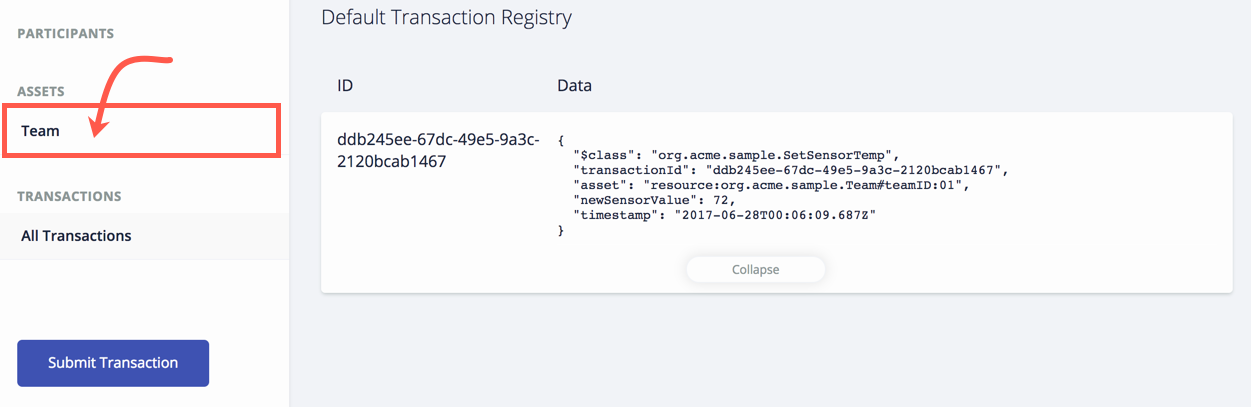 PARTICIPANTS
ASSETS
Team
TRANSACTIONS
All Transactions
Submit Transaction
Default Transaction Registry
ID
Data
ddb245ee-67dc-49e5-9a3c-
2120bcab1467
{
"$class": "org.acme.sample.SetSensorTemp",
"transactionId": "ddb245ee-67dc-49e5-9a3c-2120bcab1467",
"asset": "resource:org.acme.sample.Team#teamID:01",
"newSensorValue": 72,
"timestamp": "2017-06-28T00:06:09.687Z"
}
Collapse